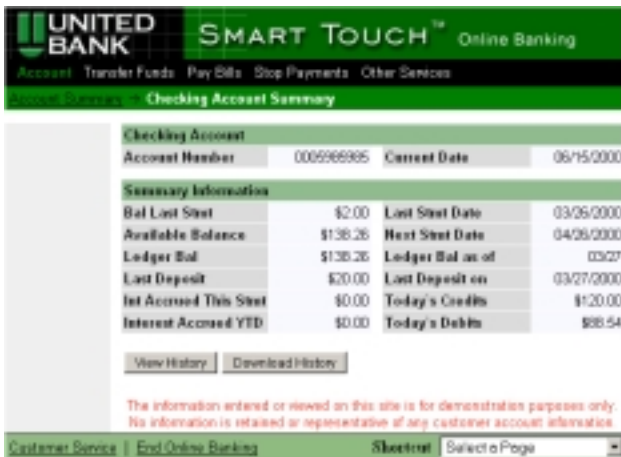 UNITED BANK SMART TOUCH™ Online Banking
Account Transfer Funds Pay Bills Stop Payments Other Services
Account Summary → Checking Account Summary
Checking Account
Account Number 0005985985 Current Date 06/15/2000
Summary Information
Bal Last Stmt $2.00 Last Stmt Date 03/26/2000
Available Balance $138.26 Next Stmt Date 04/26/2000
Ledger Bal $138.26 Ledger Bal as of 03/27
Last Deposit $20.00 Last Deposit on 03/27/2000
Int Accrued This Stmt $0.00 Today's Credits $120.00
Interest Accrued YTD $0.00 Today's Debits $88.54
View History Download History
The information entered or viewed on this site is for demonstration purposes only.
No information is retained or representative of any customer account information
Customer Service | End Online Banking Shortcut Select a Page